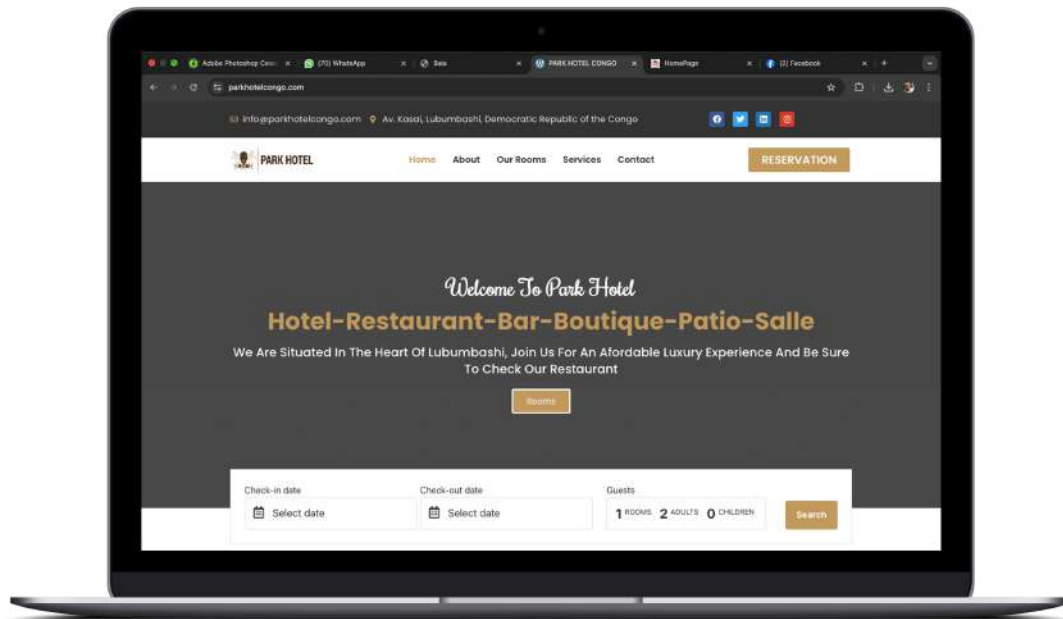 Adobe Photoshop
(70) WhatsApp
PARK HOTEL CONGO
HomePage
(2) Facebook
parkhotelcongo.com
info@parkhotelcongo.com
Av. Kasai, Lubumbashi, Democratic Republic of the Congo
PARK HOTEL
Home About Our Rooms Services Contact
RESERVATION
Welcome To Park Hotel
Hotel-Restaurant-Bar-Boutique-Patio-Salle
We Are Situated In The Heart Of Lubumbashi, Join Us For An Afordable Luxury Experience And Be Sure
To Check Our Restaurant
Rooms
Check-in date
Select date
Check-out date
Select date
Guests
1 ROOMS 2 ADULTS 0 CHILDREN
Search